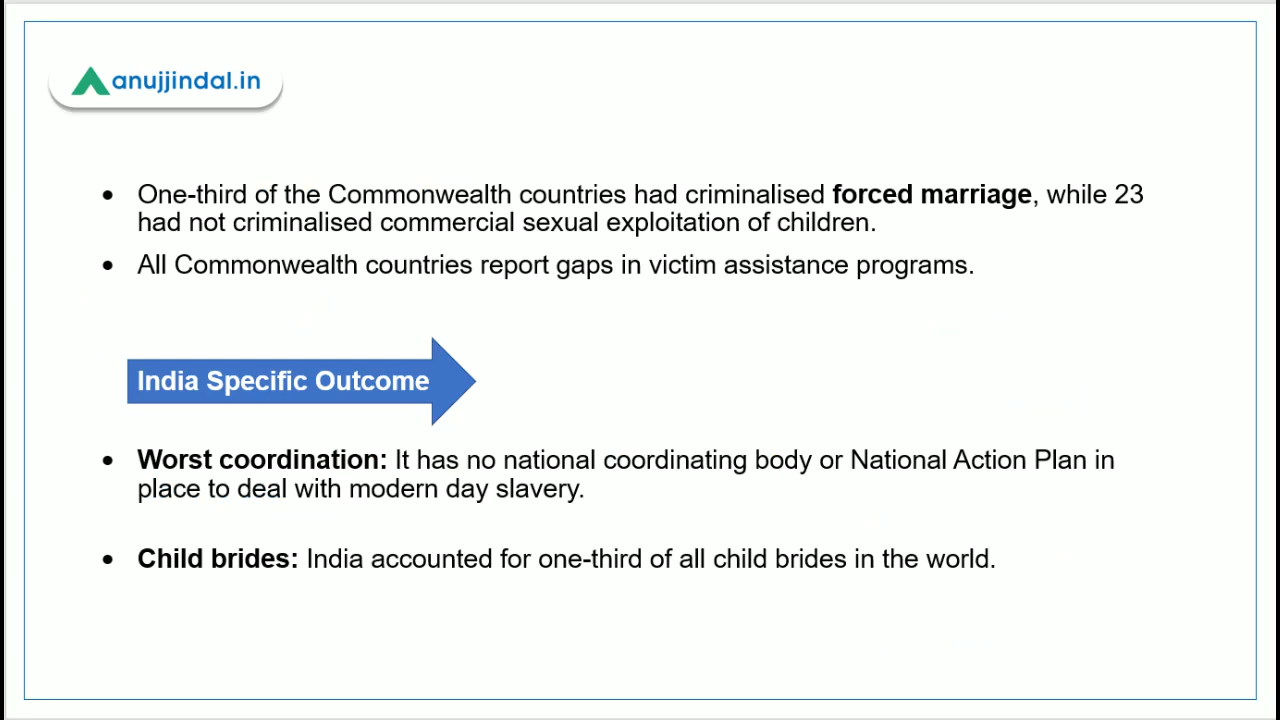 anujjindal.in
• One-third of the Commonwealth countries had criminalised forced marriage, while 23
had not criminalised commercial sexual exploitation of children.
• All Commonwealth countries report gaps in victim assistance programs.
India Specific Outcome
• Worst coordination: It has no national coordinating body or National Action Plan in
place to deal with modern day slavery.
• Child brides: India accounted for one-third of all child brides in the world.